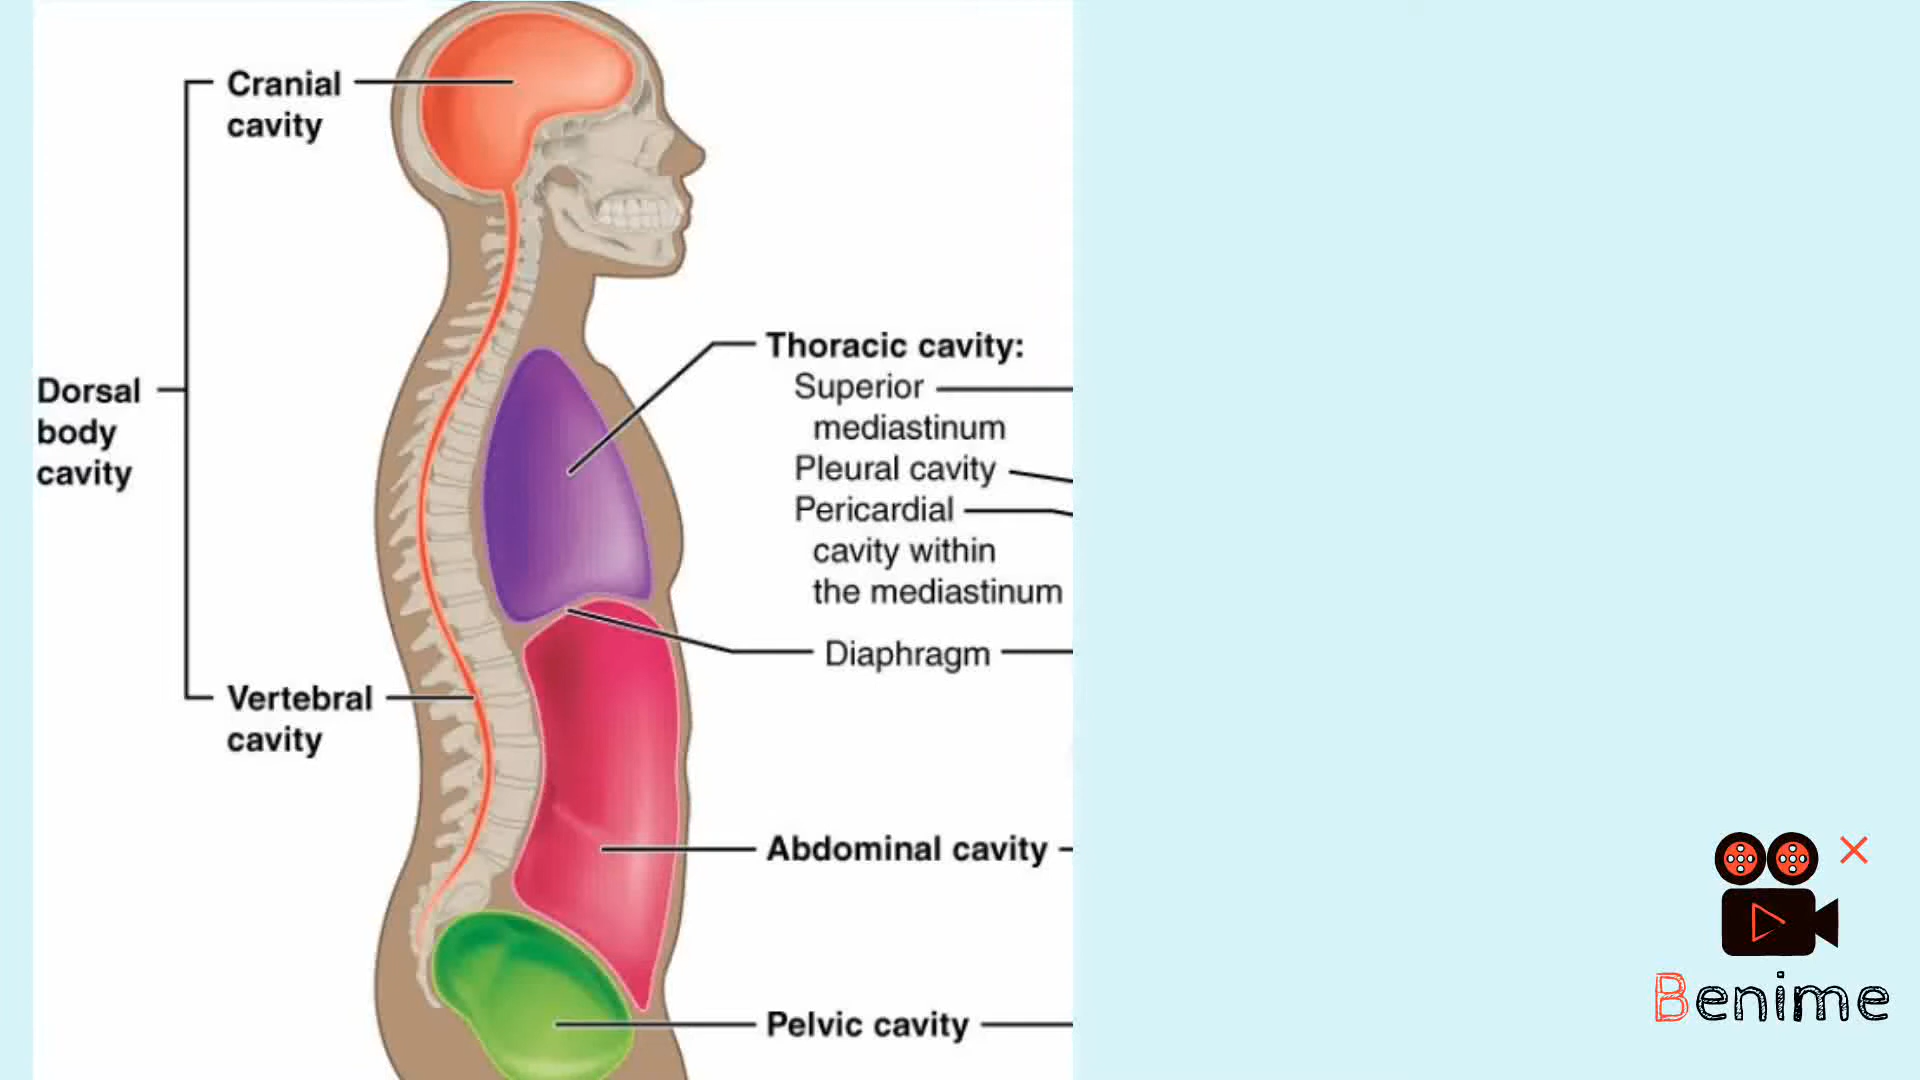 Cranial
cavity
Dorsal
body
cavity
Vertebral
cavity
Thoracic cavity:
Superior
mediastinum
Pleural cavity
Pericardial
cavity within
the mediastinum
Diaphragm
Abdominal cavity
Pelvic cavity
Benime